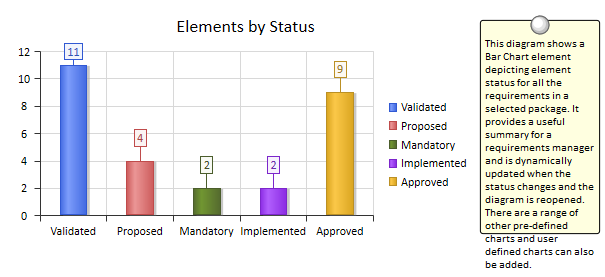 Elements by Status
12
10
8
6
4
2
0
11
4
2
2
9
Validated
Proposed
Mandatory
Implemented
Approved
Validated
Proposed
Mandatory
Implemented
Approved
This diagram shows a
Bar Chart element
depicting element
status for all the
requirements in a
selected package. It
provides a useful
summary for a
requirements manager
and is dynamically
updated when the
status changes and the
diagram is reopened.
There are a range of
other pre-defined
charts and user
defined charts can also
be added.